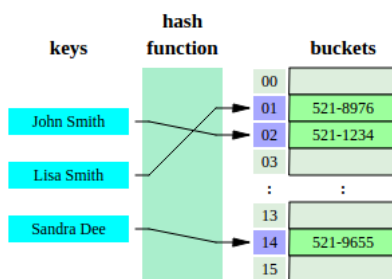 hash
keys function buckets
00
01 521-8976
John Smith 02 521-1234
03
Lisa Smith
: :
13
Sandra Dee 14 521-9655
15